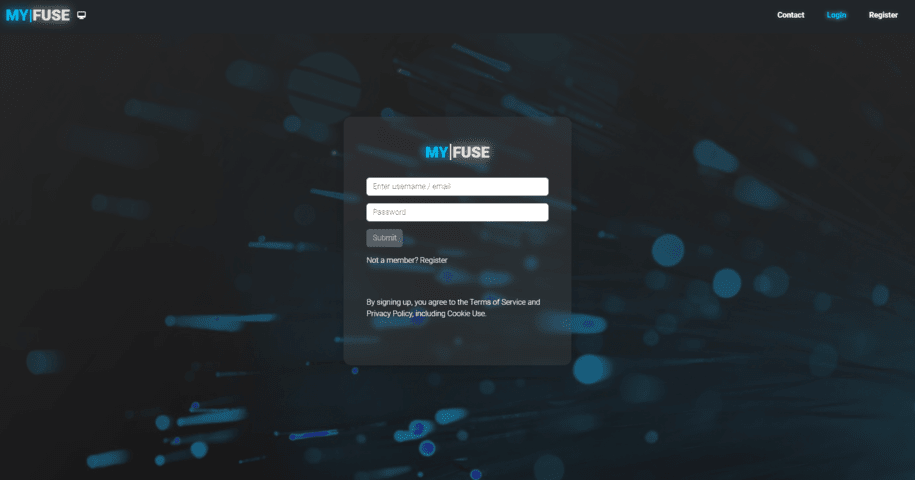 MY|FUSE
Contact
Login
Register
MY|FUSE
Enter username / email
Password
Submit
Not a member? Register
By signing up, you agree to the Terms of Service and
Privacy Policy, including Cookie Use.